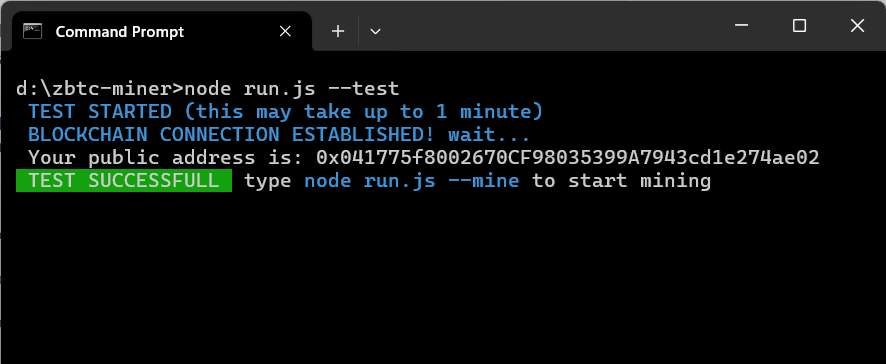 Command Prompt
d:\zbtc-miner>node run.js --test
TEST STARTED (this may take up to 1 minute)
BLOCKCHAIN CONNECTION ESTABLISHED! wait...
Your public address is: 0x041775f8002670CF98035399A7943cd1e274ae02
TEST SUCCESSFULL type node run.js --mine to start mining